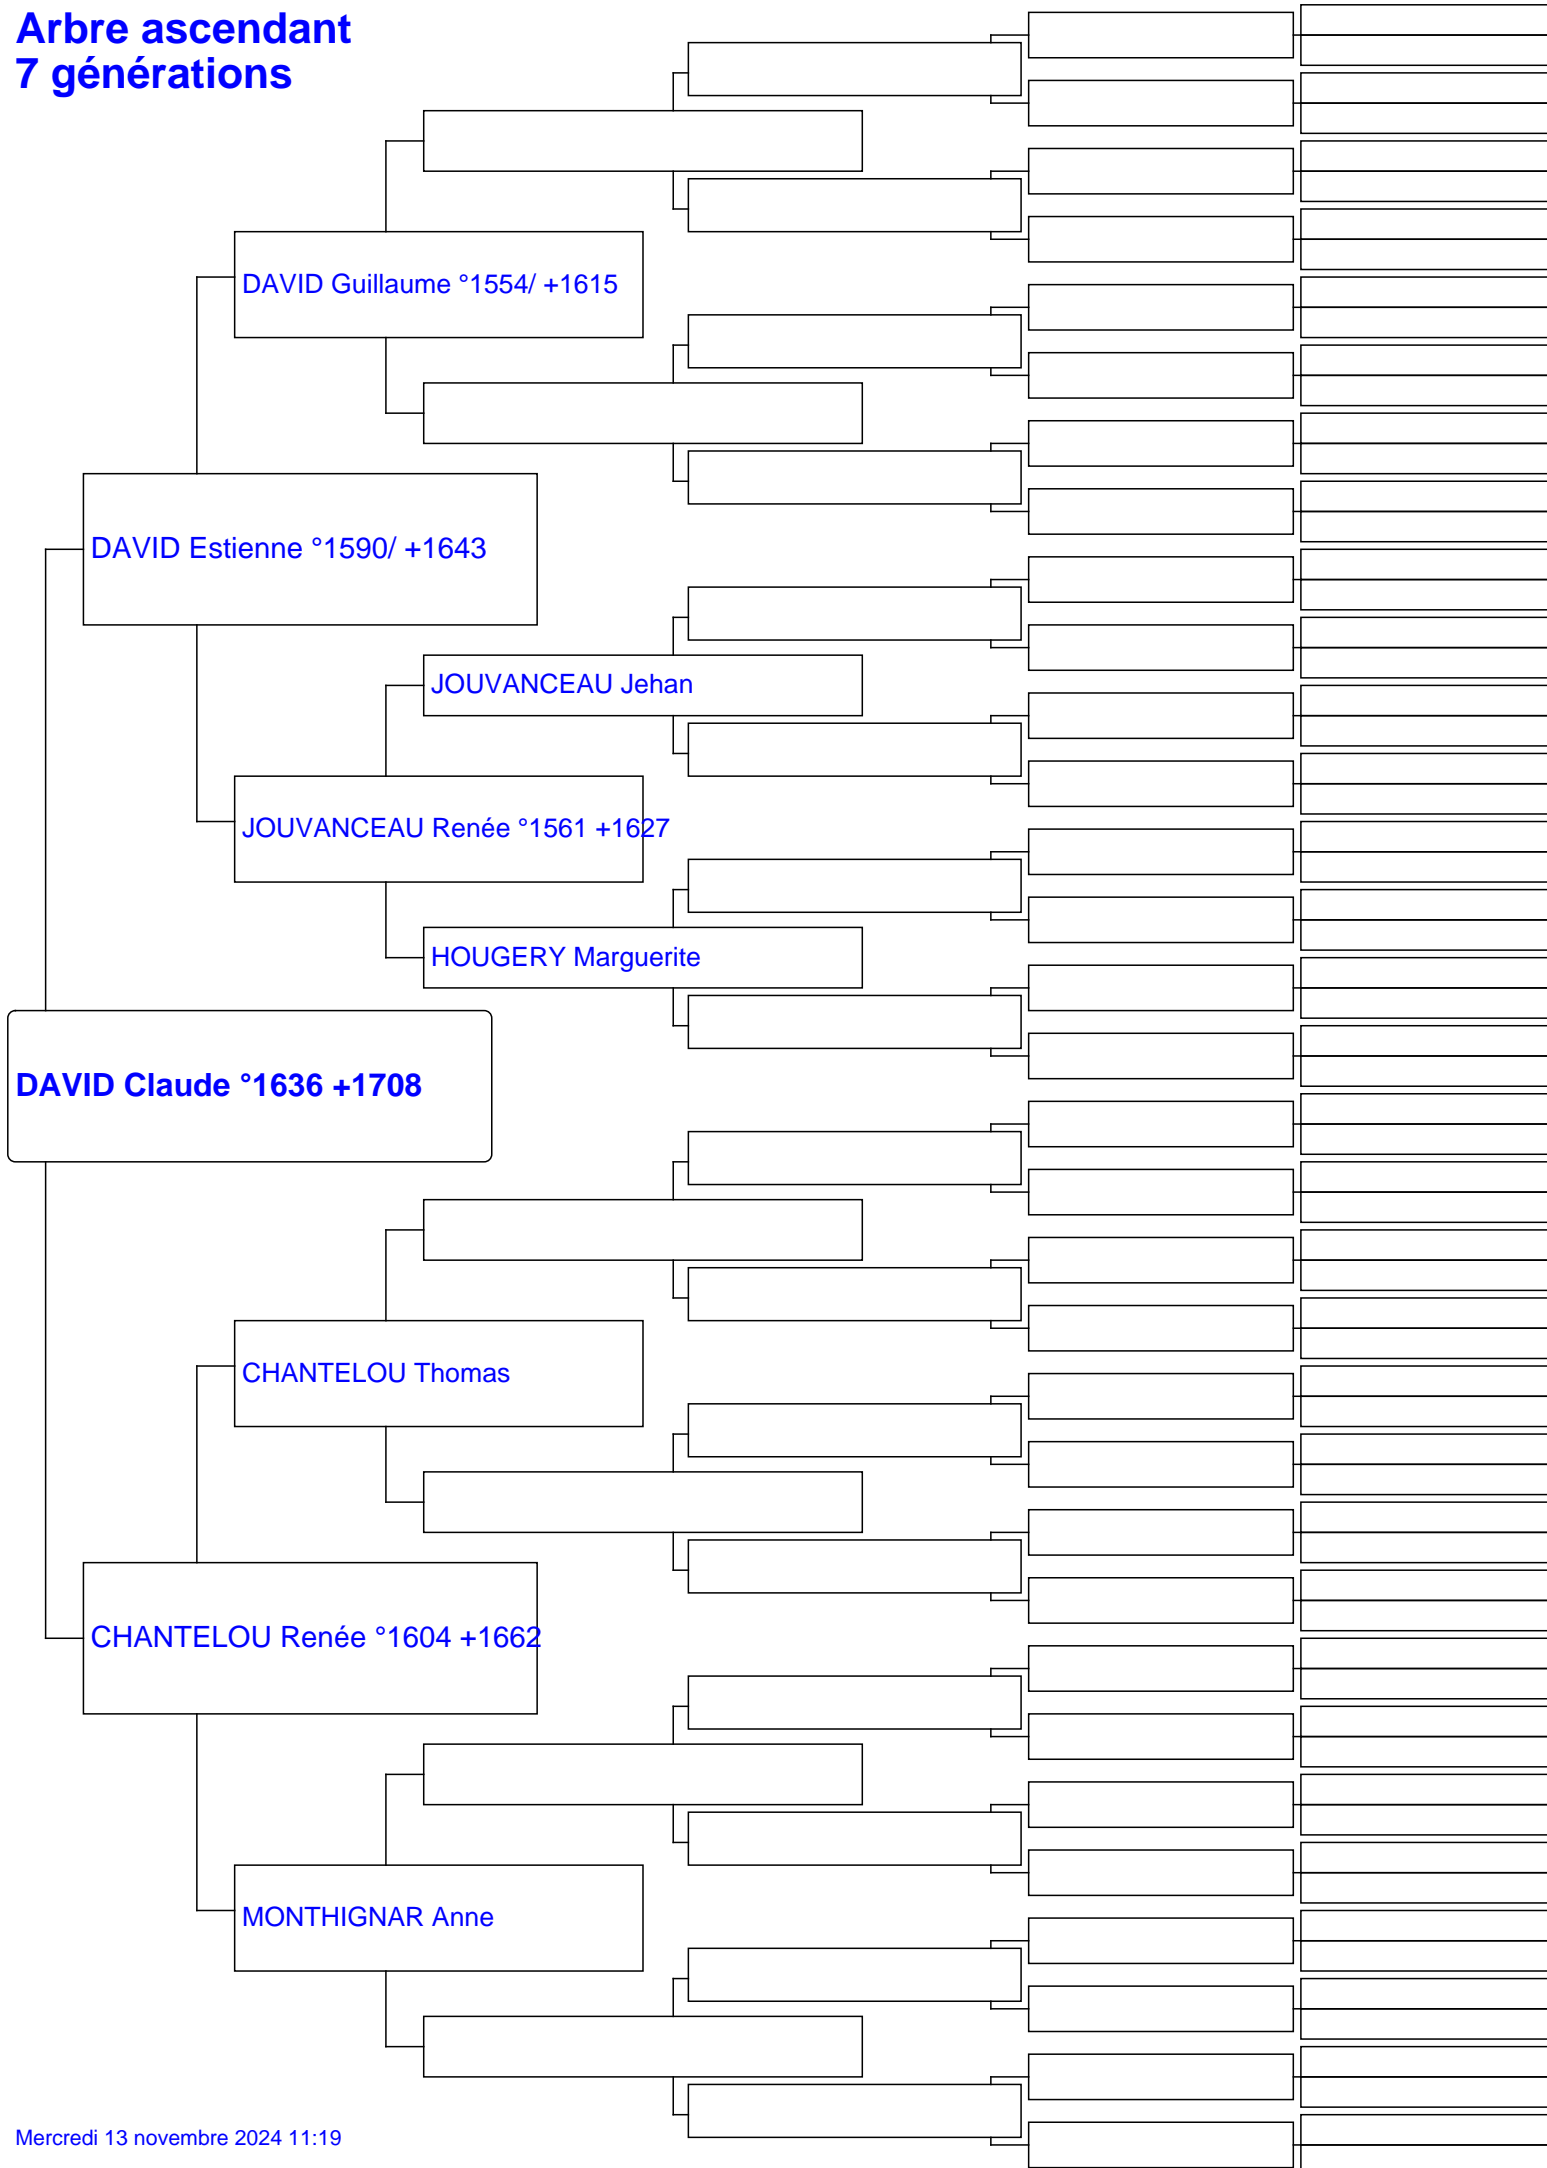 Arbre ascendant
7 générations
DAVID Guillaume °1554/ +1615
DAVID Estienne °1590/ +1643
JOUVANCEAU Jehan
JOUVANCEAU Renée °1561 +1627
HOUGERY Marguerite
DAVID Claude °1636 +1708
CHANTELOU Thomas
CHANTELOU Renée °1604 +1662
MONTHIGNAR Anne
Mercredi 13 novembre 2024 11:19